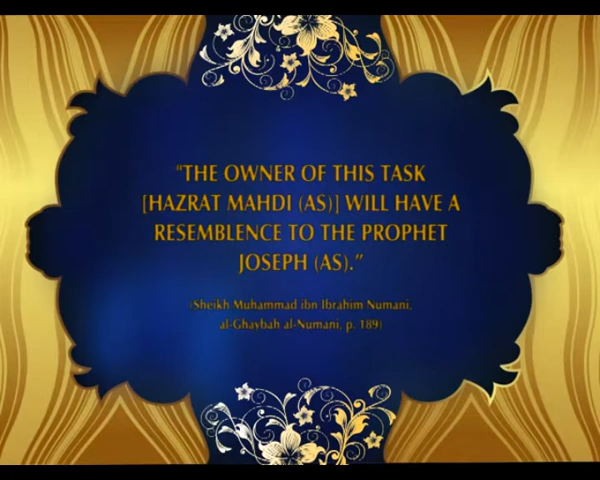 “THE OWNER OF THIS TASK
[HAZRAT MAHDI (AS)] WILL HAVE A
RESEMBLENCE TO THE PROPHET
JOSEPH (AS).”
(Sheikh Muhammad ibn Ibrahim Numani,
al-Ghaybah al-Numani, p. 189)